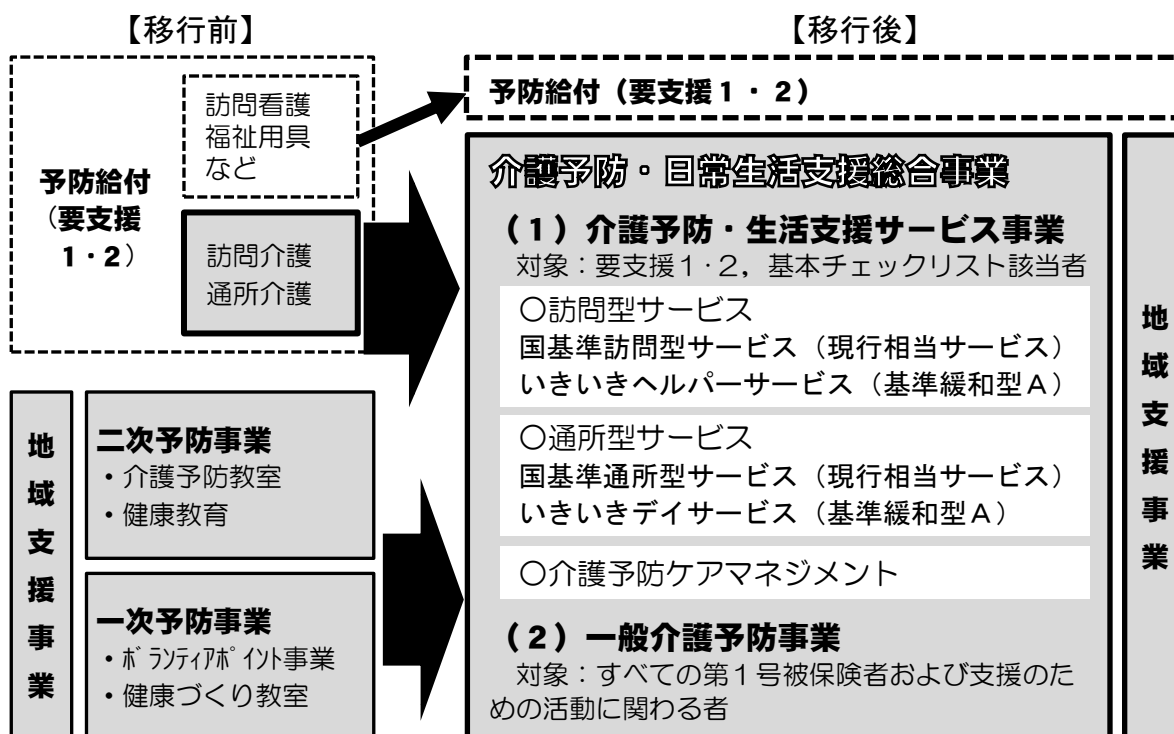 【移行前】
予防給付
（要支援
１・２）
訪問看護
福祉用具
など
訪問介護
通所介護
地域支援事業
二次予防事業
・介護予防教室
・健康教育
一次予防事業
・ﾎﾞﾗﾝﾃｨｱﾎﾟｲﾝﾄ事業
・健康づくり教室
【移行後】
予防給付（要支援１・２）
介護予防・日常生活支援総合事業
（１）介護予防・生活支援サービス事業
対象：要支援１・２，基本チェックリスト該当者
〇訪問型サービス
国基準訪問型サービス（現行相当サービス）
いきいきヘルパーサービス（基準緩和型Ａ）
〇通所型サービス
国基準通所型サービス（現行相当サービス）
いきいきデイサービス（基準緩和型Ａ）
〇介護予防ケアマネジメント
（２）一般介護予防事業
対象：すべての第１号被保険者および支援のた
めの活動に関わる者
地域支援事業